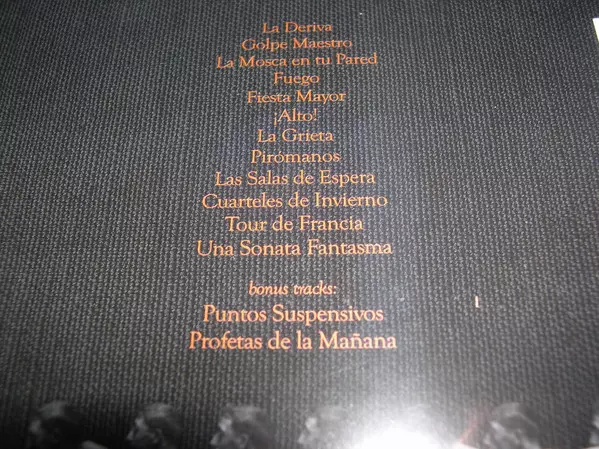 La Deriva
Golpe Maestro
La Mosca en tu Pared
Fuego
Fiesta Mayor
¡Alto!
La Grieta
Pirómanos
Las Salas de Espera
Cuarteles de Invierno
Tour de Francia
Una Sonata Fantasma
bonus tracks:
Puntos Suspensivos
Profetas de la Mañana